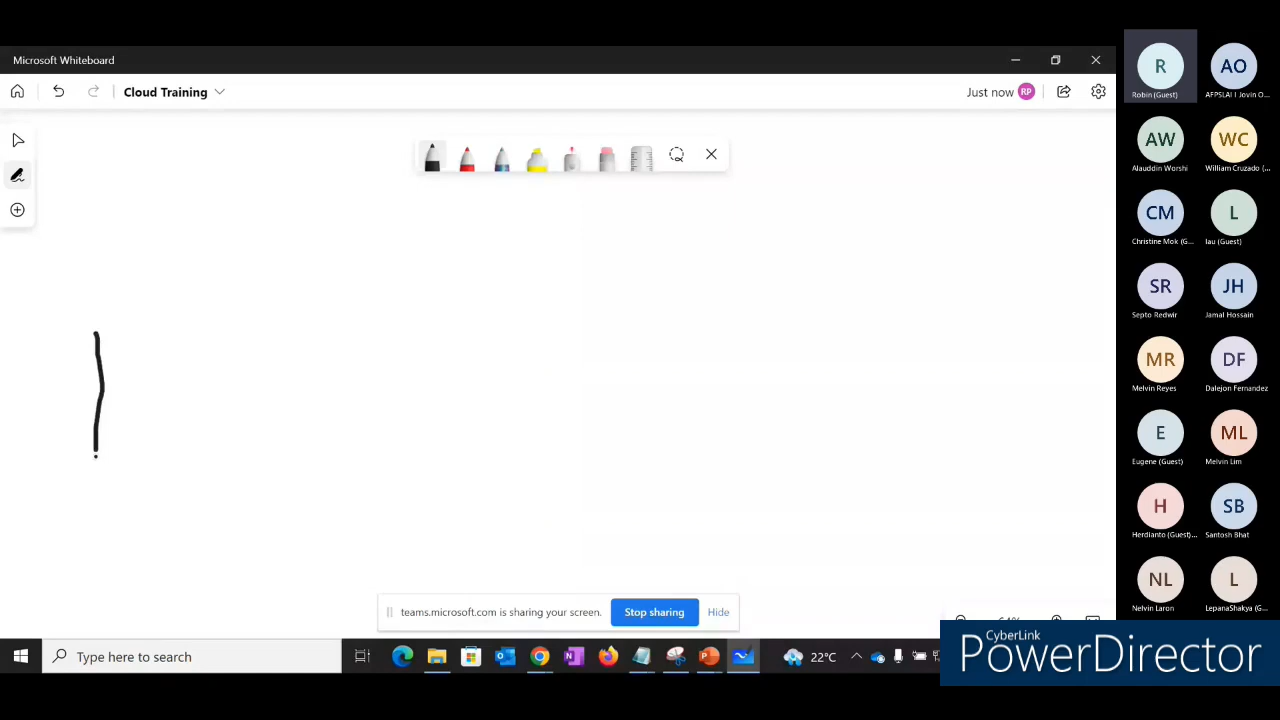 Microsoft Whiteboard
Cloud Training
Just now RP
R
Robin (Guest)
AO
AFPSLAI I Jovin O...
AW
Alauddin Worshi
WC
William Cruzado (...
CM
Christine Mok (G...
L
lau (Guest)
SR
Septo Redwir
JH
Jamal Hossain
MR
Melvin Reyes
DF
Dalejon Fernandez
E
Eugene (Guest)
ML
Melvin Lim
H
Herdianto (Guest)...
SB
Santosh Bhat
NL
Nelvin Laron
L
LepanaShakya (G...
teams.microsoft.com is sharing your screen. Stop sharing Hide
Type here to search
22°C
CyberLink
PowerDirector